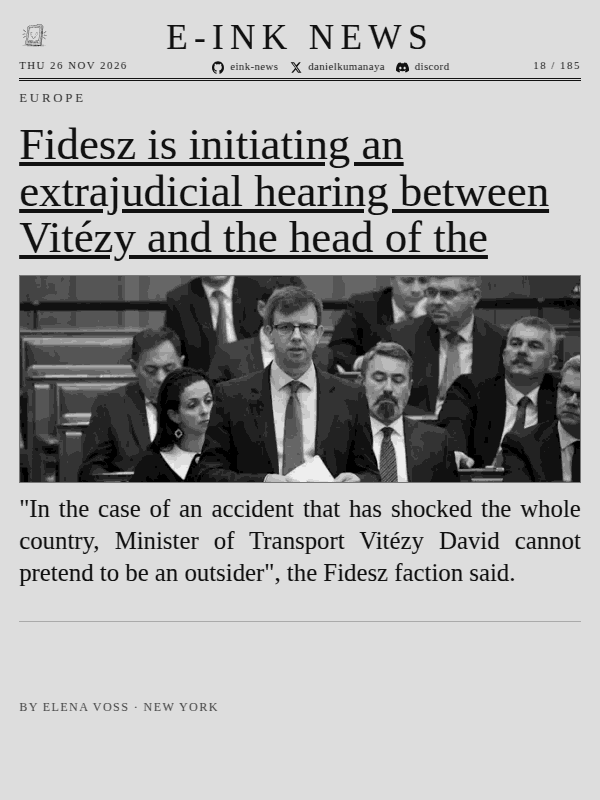 E-INK NEWS
THU 26 NOV 2026
eink-news
danielkumanaya
discord
18 / 185
EUROPE
Fidesz is initiating an
extrajudicial hearing between
Vitézy and the head of the
"In the case of an accident that has shocked the whole
country, Minister of Transport Vitézy David cannot
pretend to be an outsider", the Fidesz faction said.
BY ELENA VOSS · NEW YORK